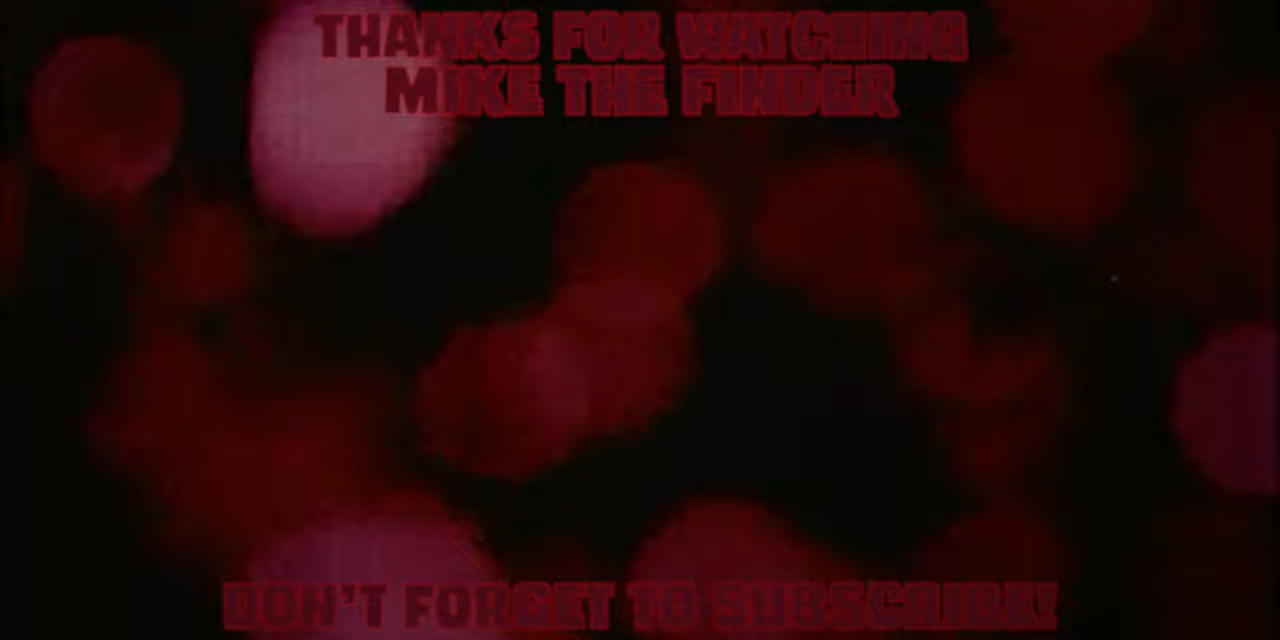 THANKS FOR WATCHING
MIKE THE FINDER
DON'T FORGET TO SUBSCRIBE!